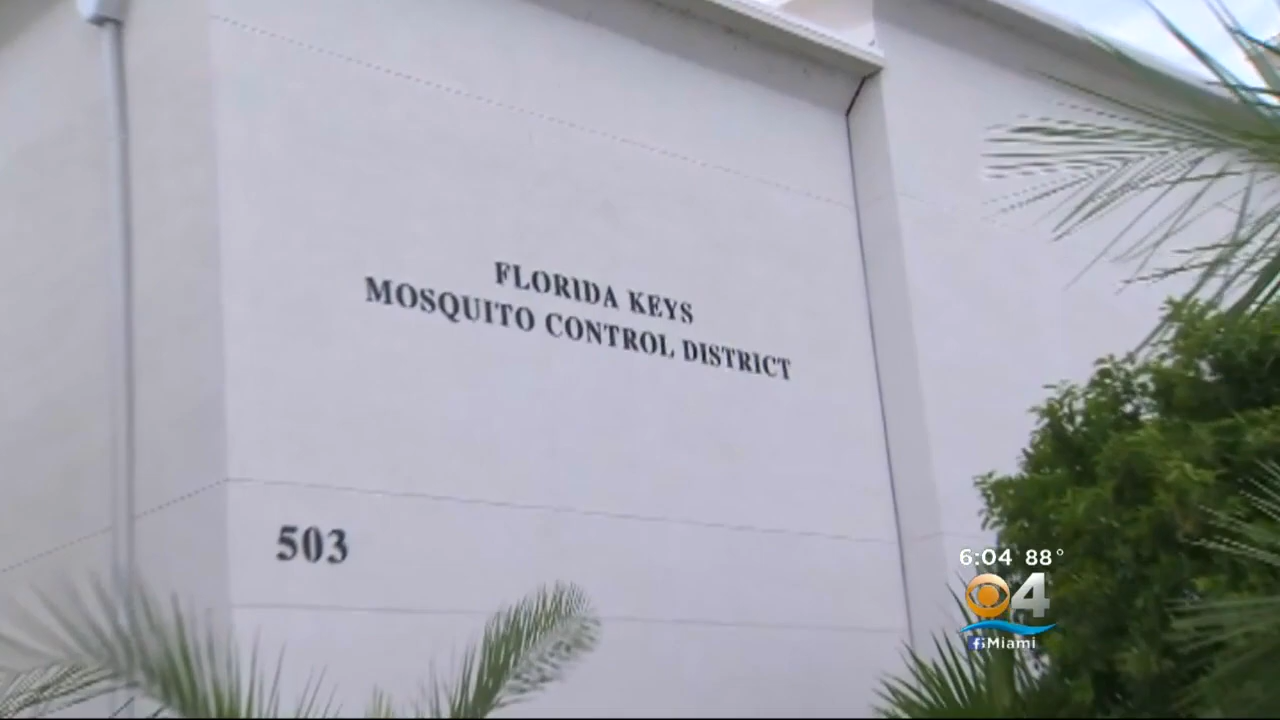 FLORIDA KEYS
MOSQUITO CONTROL DISTRICT
503
6:04 88°
4
Miami